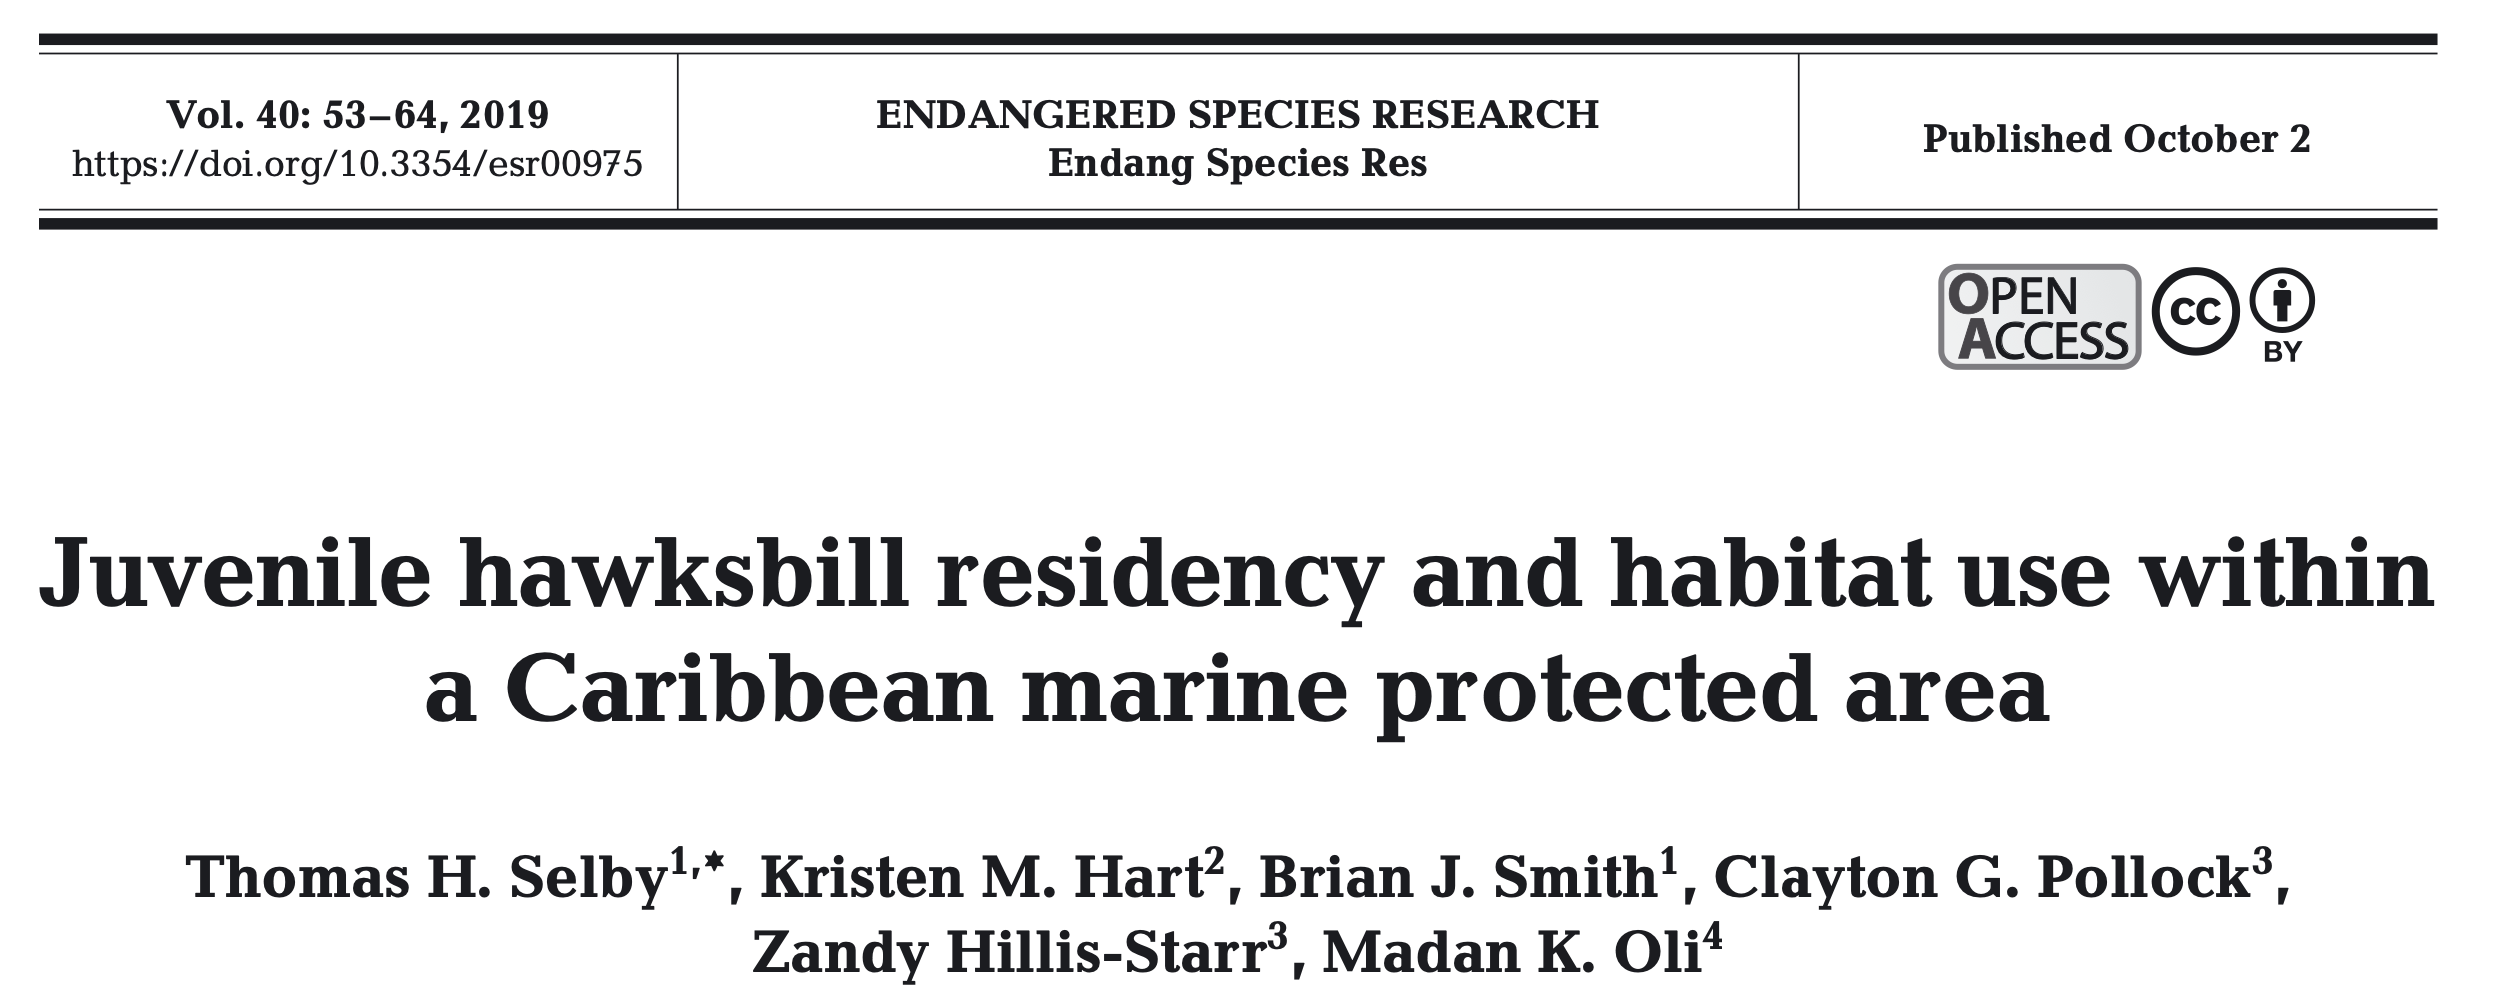 Vol. 40: 53–64, 2019
https://doi.org/10.3354/esr00975
ENDANGERED SPECIES RESEARCH
Endang Species Res
Published October 2
OPEN
ACCESS
cc
BY
Juvenile hawksbill residency and habitat use within
a Caribbean marine protected area
Thomas H. Selby¹,*, Kristen M. Hart², Brian J. Smith¹, Clayton G. Pollock³,
Zandy Hillis-Starr³, Madan K. Oli⁴